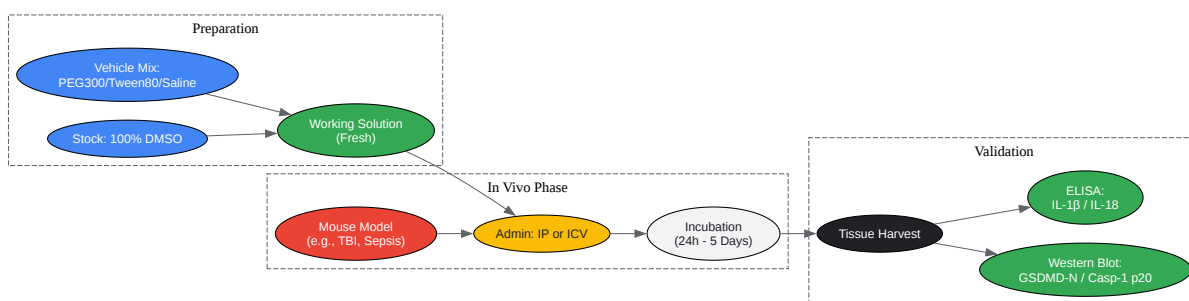 Preparation
Vehicle Mix:
PEG300/Tween80/Saline
Stock: 100% DMSO
Working Solution
(Fresh)
In Vivo Phase
Mouse Model
(e.g., TBI, Sepsis)
Admin: IP or ICV
Incubation
(24h - 5 Days)
Validation
Tissue Harvest
ELISA:
IL-1β / IL-18
Western Blot:
GSDMD-N / Casp-1 p20